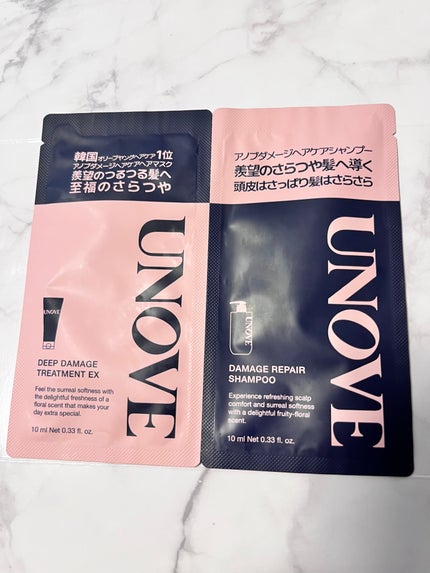 韓国オリーブヤングヘアケア1位
アノブダメージヘアケアヘアマスク
羨望のつるつる髪へ
至福のさらつや
UNOVE
UNOVE
DEEP DAMAGE
TREATMENT EX
Feel the surreal softness with
the delightful freshness of a
floral scent that makes your
day extra special.
10 ml Net 0.33 fl. oz.
アノブダメージヘアケアシャンプー
羨望のさらつや髪へ導く
頭皮はさっぱり髪はさらさら
UNOVE
UNOVE
DAMAGE REPAIR
SHAMPOO
Experience refreshing scalp
comfort and surreal softness
with a delightful fruity-floral
scent.
10 ml Net 0.33 fl. oz.